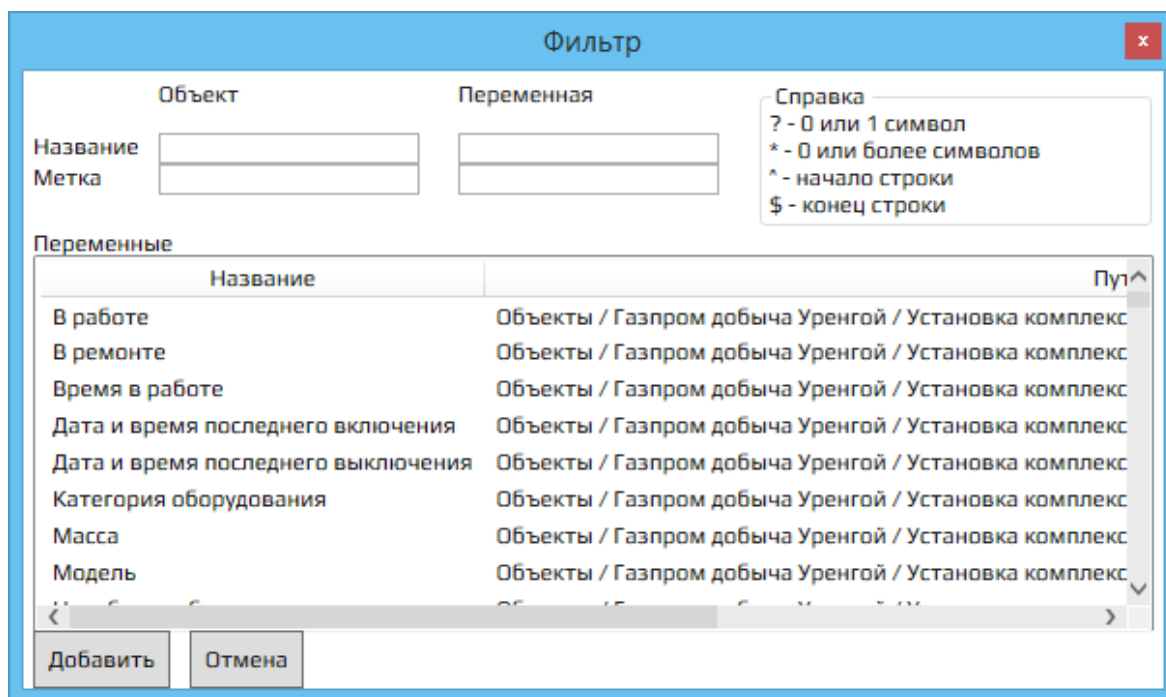 Фильтр
x
Объект Переменная
Название
Метка
Справка
? - 0 или 1 символ
* - 0 или более символов
^ - начало строки
$ - конец строки
Переменные
Название Пут
В работе Объекты / Газпром добыча Уренгой / Установка комплекс
В ремонте Объекты / Газпром добыча Уренгой / Установка комплекс
Время в работе Объекты / Газпром добыча Уренгой / Установка комплекс
Дата и время последнего включения Объекты / Газпром добыча Уренгой / Установка комплекс
Дата и время последнего выключения Объекты / Газпром добыча Уренгой / Установка комплекс
Категория оборудования Объекты / Газпром добыча Уренгой / Установка комплекс
Масса Объекты / Газпром добыча Уренгой / Установка комплекс
Модель Объекты / Газпром добыча Уренгой / Установка комплекс
Добавить Отмена